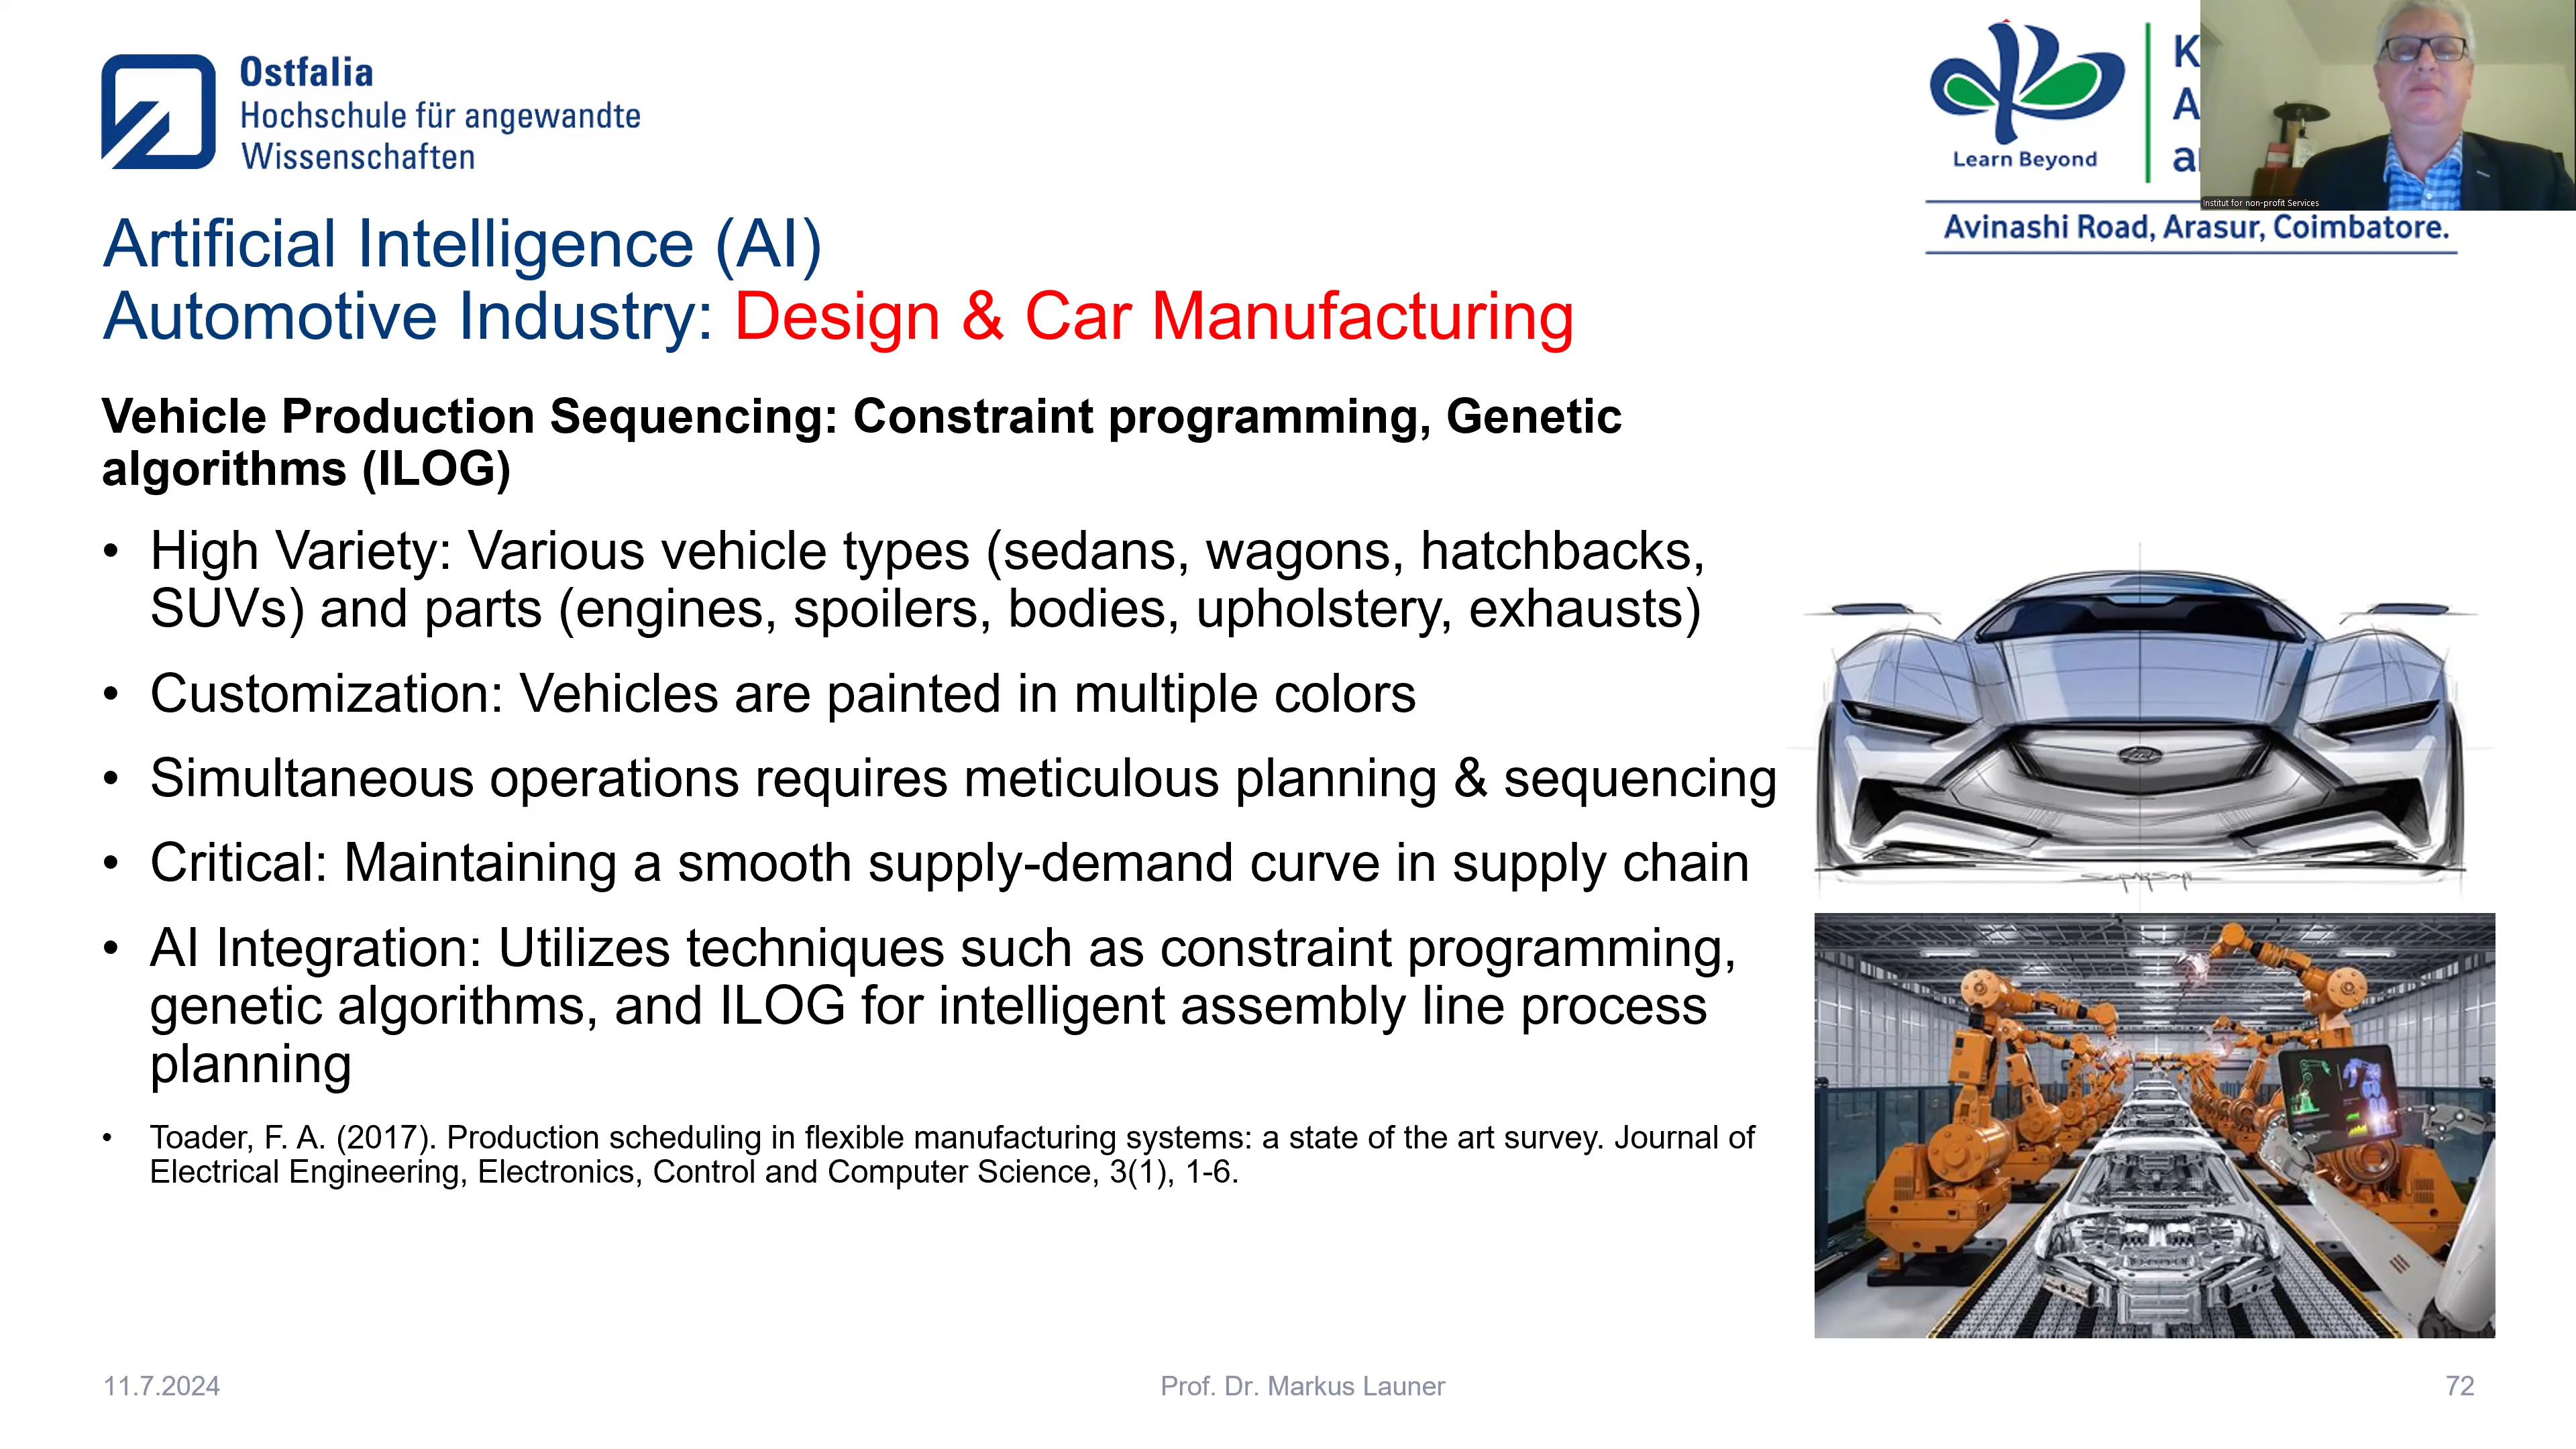 Ostfalia
Hochschule für angewandte
Wissenschaften
Learn Beyond
K
A
a
Institut for non-profit Services
Avinashi Road, Arasur, Coimbatore.
Artificial Intelligence (AI)
Automotive Industry: Design & Car Manufacturing
Vehicle Production Sequencing: Constraint programming, Genetic
algorithms (ILOG)
• High Variety: Various vehicle types (sedans, wagons, hatchbacks,
SUVs) and parts (engines, spoilers, bodies, upholstery, exhausts)
• Customization: Vehicles are painted in multiple colors
• Simultaneous operations requires meticulous planning & sequencing
• Critical: Maintaining a smooth supply-demand curve in supply chain
• AI Integration: Utilizes techniques such as constraint programming,
genetic algorithms, and ILOG for intelligent assembly line process
planning
• Toader, F. A. (2017). Production scheduling in flexible manufacturing systems: a state of the art survey. Journal of
Electrical Engineering, Electronics, Control and Computer Science, 3(1), 1-6.
11.7.2024
Prof. Dr. Markus Launer
72